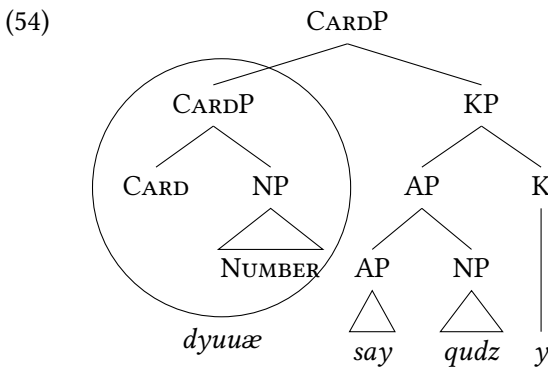 (54) CARDP
CARDP KP
CARD NP AP K
NUMBER AP NP
dyuuæ say qudz y